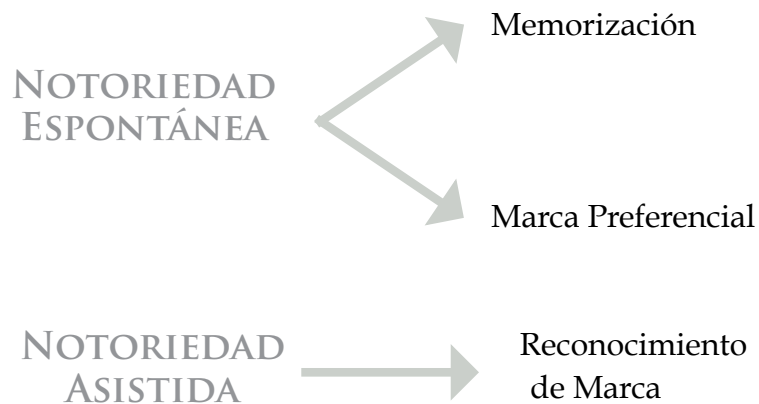 Memorización
NOTORIEDAD
ESPONTÁNEA
Marca Preferencial
NOTORIEDAD
ASISTIDA
Reconocimiento
de Marca